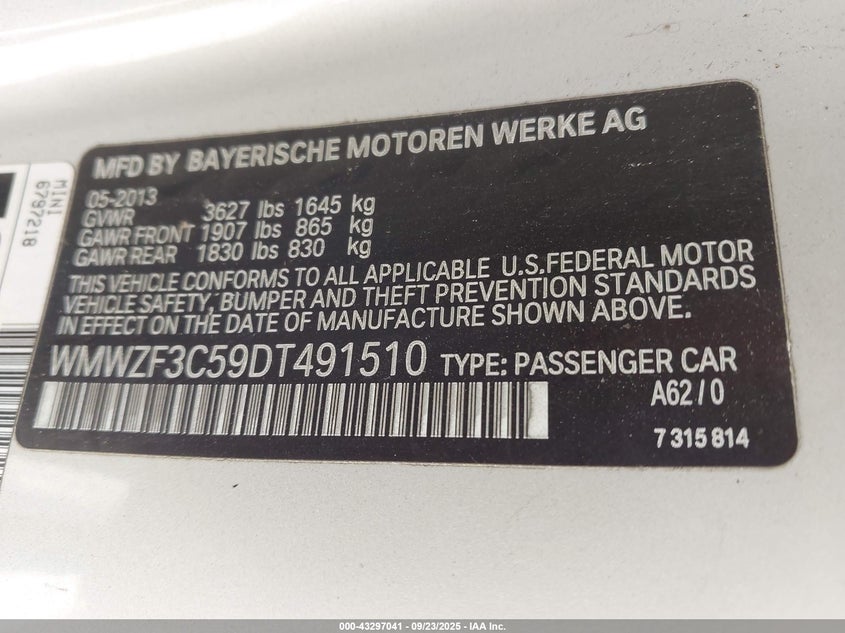 MFD BY BAYERISCHE MOTOREN WERKE AG
05-2013
GVWR 3627 lbs 1645 kg
GAWR FRONT 1907 lbs 865 kg
GAWR REAR 1830 lbs 830 kg
THIS VEHICLE CONFORMS TO ALL APPLICABLE U.S.FEDERAL MOTOR
VEHICLE SAFETY, BUMPER AND THEFT PREVENTION STANDARDS
IN EFFECT ON THE DATE OF MANUFACTURE SHOWN ABOVE.
WMWZF3C59DT491510 TYPE: PASSENGER CAR
A62/0
7 315 814
MINI
6797218
000-43297041 - 09/23/2025 - IAA Inc.